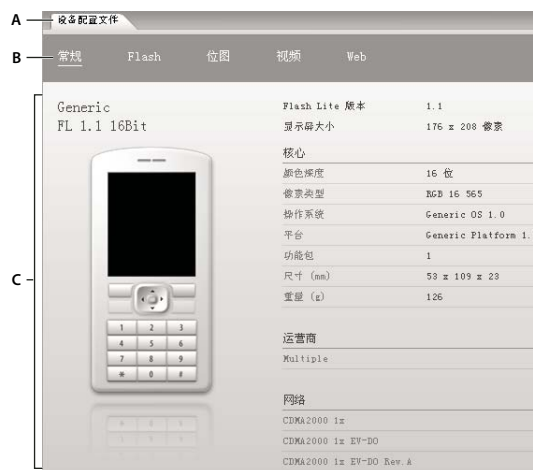 A
设备配置文件
B
常规 Flash 位图 视频 Web
C
Generic
FL 1.1 16Bit
Flash Lite 版本 1.1
显示屏大小 176 x 208 像素
核心
颜色深度 16 位
像素类型 RGB 16 565
操作系统 Generic OS 1.0
平台 Generic Platform 1.
功能包 1
尺寸 (mm) 53 x 109 x 23
重量 (g) 126
运营商
Multiple
网络
CDMA2000 1x
CDMA2000 1x EV-DO
CDMA2000 1x EV-DO Rev.A
1 2 3
4 5 6
7 8 9
* 0 #